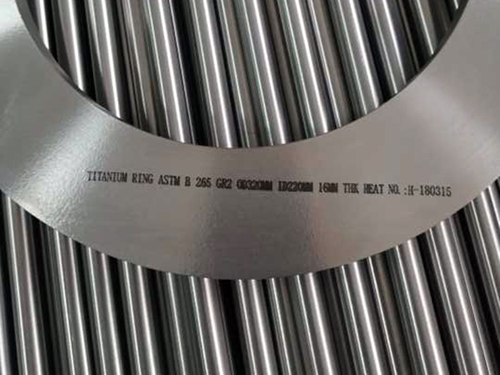 TITANIUM RING ASTM B 265 GR2 OD320MM ID220MM 16MM THK HEAT NO.:H-180315